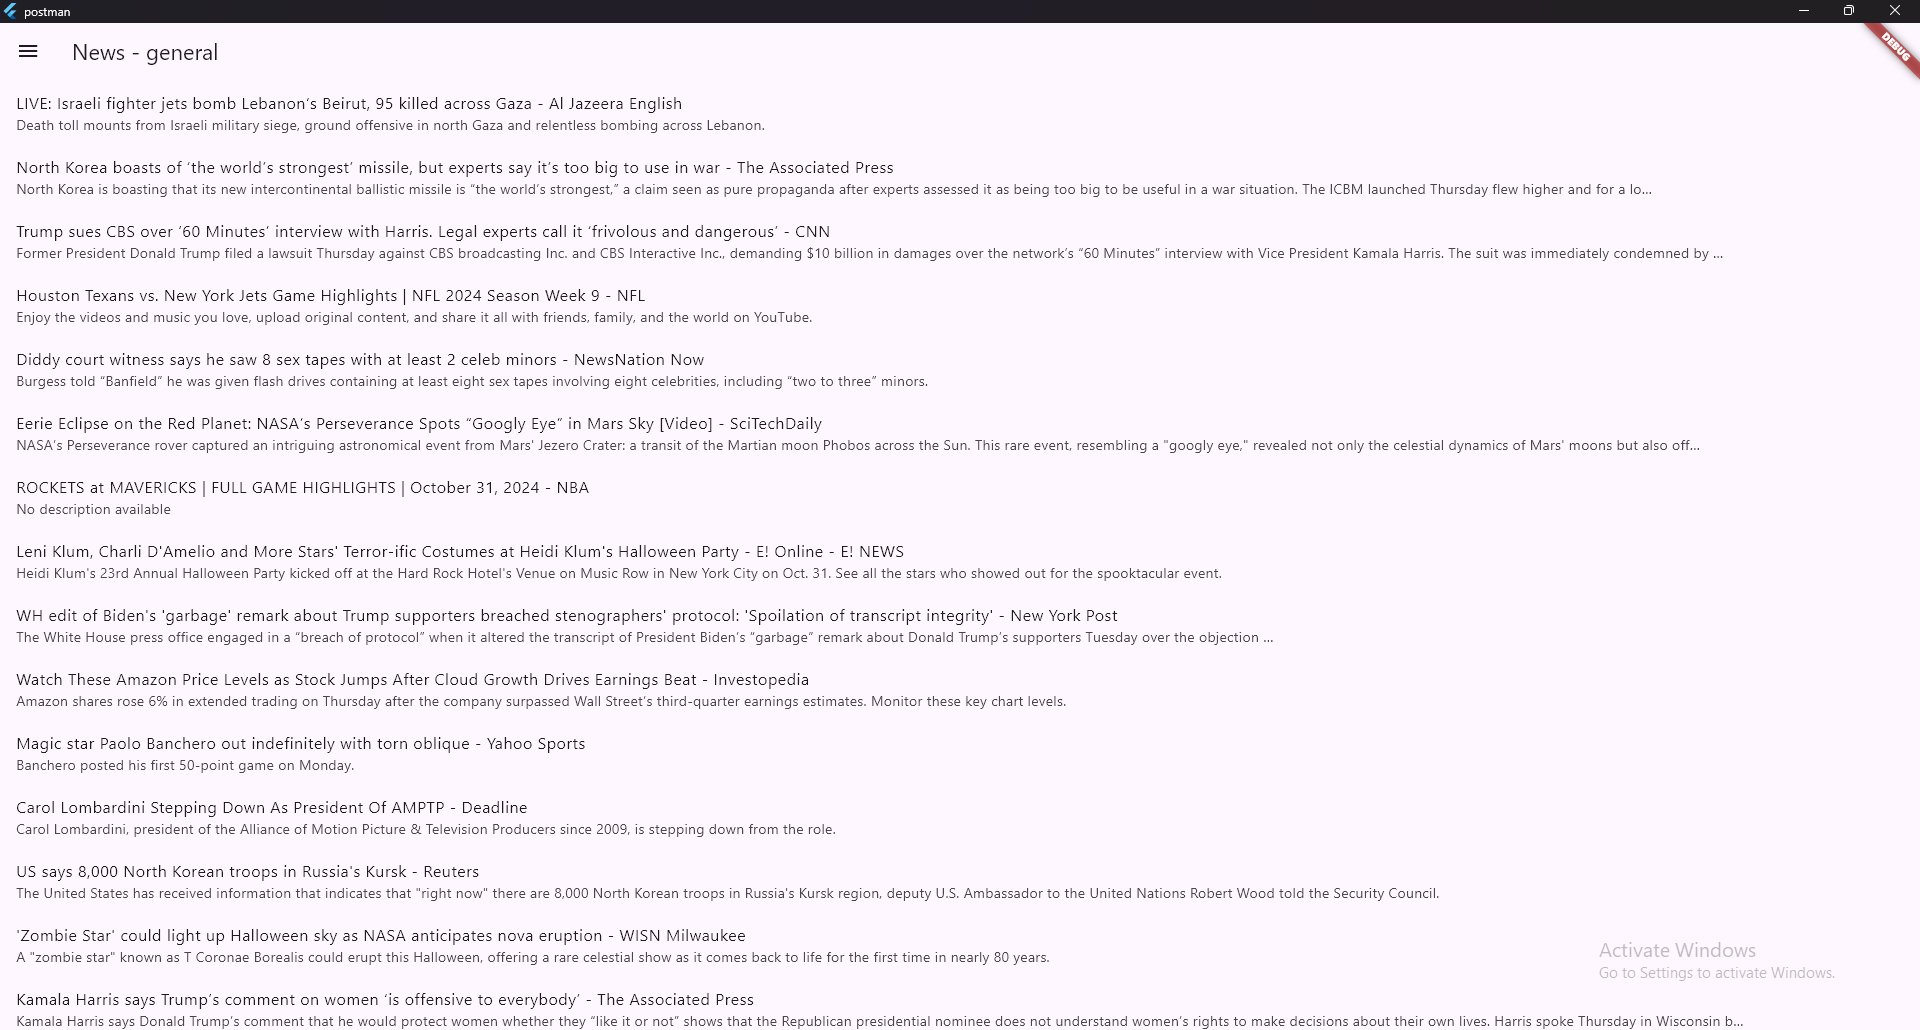 postman
DEBUG
News - general
LIVE: Israeli fighter jets bomb Lebanon’s Beirut, 95 killed across Gaza - Al Jazeera English
Death toll mounts from Israeli military siege, ground offensive in north Gaza and relentless bombing across Lebanon.
North Korea boasts of ‘the world’s strongest’ missile, but experts say it’s too big to use in war - The Associated Press
North Korea is boasting that its new intercontinental ballistic missile is “the world’s strongest,” a claim seen as pure propaganda after experts assessed it as being too big to be useful in a war situation. The ICBM launched Thursday flew higher and for a lo…
Trump sues CBS over ‘60 Minutes’ interview with Harris. Legal experts call it ‘frivolous and dangerous’ - CNN
Former President Donald Trump filed a lawsuit Thursday against CBS broadcasting Inc. and CBS Interactive Inc., demanding $10 billion in damages over the network’s “60 Minutes” interview with Vice President Kamala Harris. The suit was immediately condemned by …
Houston Texans vs. New York Jets Game Highlights | NFL 2024 Season Week 9 - NFL
Enjoy the videos and music you love, upload original content, and share it all with friends, family, and the world on YouTube.
Diddy court witness says he saw 8 sex tapes with at least 2 celeb minors - NewsNation Now
Burgess told “Banfield” he was given flash drives containing at least eight sex tapes involving eight celebrities, including “two to three” minors.
Eerie Eclipse on the Red Planet: NASA’s Perseverance Spots “Googly Eye” in Mars Sky [Video] - SciTechDaily
NASA's Perseverance rover captured an intriguing astronomical event from Mars' Jezero Crater: a transit of the Martian moon Phobos across the Sun. This rare event, resembling a "googly eye," revealed not only the celestial dynamics of Mars' moons but also off…
ROCKETS at MAVERICKS | FULL GAME HIGHLIGHTS | October 31, 2024 - NBA
No description available
Leni Klum, Charli D'Amelio and More Stars' Terror-ific Costumes at Heidi Klum's Halloween Party - E! Online - E! NEWS
Heidi Klum's 23rd Annual Halloween Party kicked off at the Hard Rock Hotel's Venue on Music Row in New York City on Oct. 31. See all the stars who showed out for the spooktacular event.
WH edit of Biden's 'garbage' remark about Trump supporters breached stenographers' protocol: 'Spoilation of transcript integrity' - New York Post
The White House press office engaged in a “breach of protocol” when it altered the transcript of President Biden’s “garbage” remark about Donald Trump’s supporters Tuesday over the objection …
Watch These Amazon Price Levels as Stock Jumps After Cloud Growth Drives Earnings Beat - Investopedia
Amazon shares rose 6% in extended trading on Thursday after the company surpassed Wall Street’s third-quarter earnings estimates. Monitor these key chart levels.
Magic star Paolo Banchero out indefinitely with torn oblique - Yahoo Sports
Banchero posted his first 50-point game on Monday.
Carol Lombardini Stepping Down As President Of AMPTP - Deadline
Carol Lombardini, president of the Alliance of Motion Picture & Television Producers since 2009, is stepping down from the role.
US says 8,000 North Korean troops in Russia's Kursk - Reuters
The United States has received information that indicates that "right now" there are 8,000 North Korean troops in Russia's Kursk region, deputy U.S. Ambassador to the United Nations Robert Wood told the Security Council.
'Zombie Star' could light up Halloween sky as NASA anticipates nova eruption - WISN Milwaukee
A "zombie star" known as T Coronae Borealis could erupt this Halloween, offering a rare celestial show as it comes back to life for the first time in nearly 80 years.
Activate Windows
Go to Settings to activate Windows.
Kamala Harris says Trump’s comment on women ‘is offensive to everybody’ - The Associated Press
Kamala Harris says Donald Trump’s comment that he would protect women whether they “like it or not” shows that the Republican presidential nominee does not understand women’s rights to make decisions about their own lives. Harris spoke Thursday in Wisconsin b…